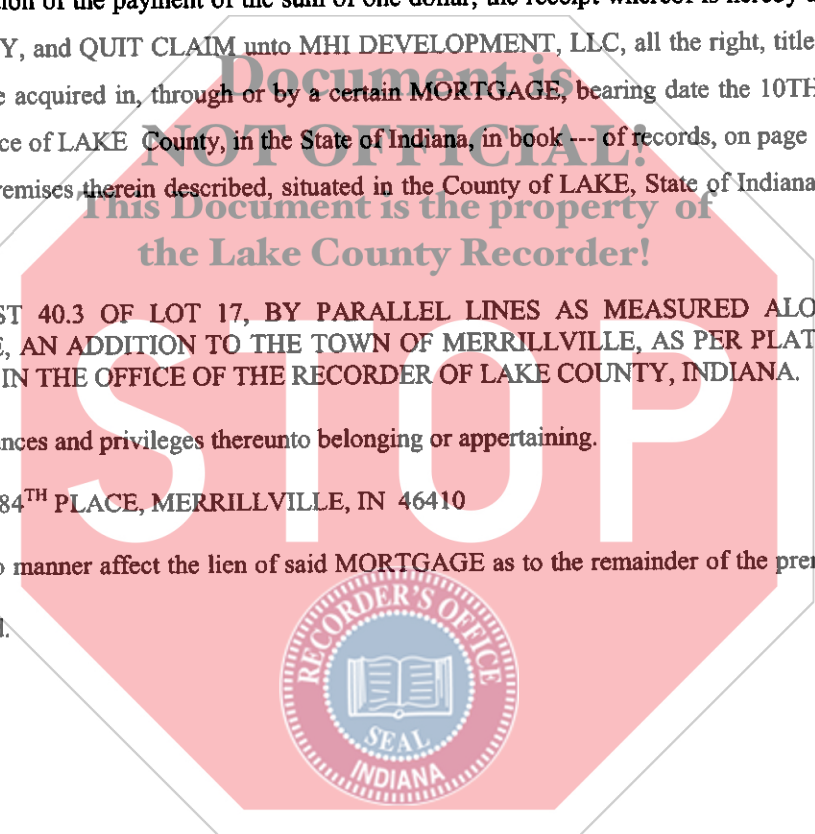 tion of the payment of the sum of one dollar, the receipt whereof is hereby
Y, and QUIT CLAIM unto MHI DEVELOPMENT, LLC, all the right, title
Document is
e acquired in, through or by a certain MORTGAGE, bearing date the 10TH
NOT OFFICIAL!
ce of LAKE County, in the State of Indiana, in book --- of records, on page
remises therein described, situated in the County of LAKE, State of Indiana
This Document is the property of
the Lake County Recorder!
ST 40.3 OF LOT 17, BY PARALLEL LINES AS MEASURED ALO
E, AN ADDITION TO THE TOWN OF MERRILLVILLE, AS PER PLAT
IN THE OFFICE OF THE RECORDER OF LAKE COUNTY, INDIANA.
STOP
nces and privileges thereunto belonging or appertaining.
84TH PLACE, MERRILLVILLE, IN 46410
o manner affect the lien of said MORTGAGE as to the remainder of the pre
RECORDER'S OFFICE
SEAL
INDIANA